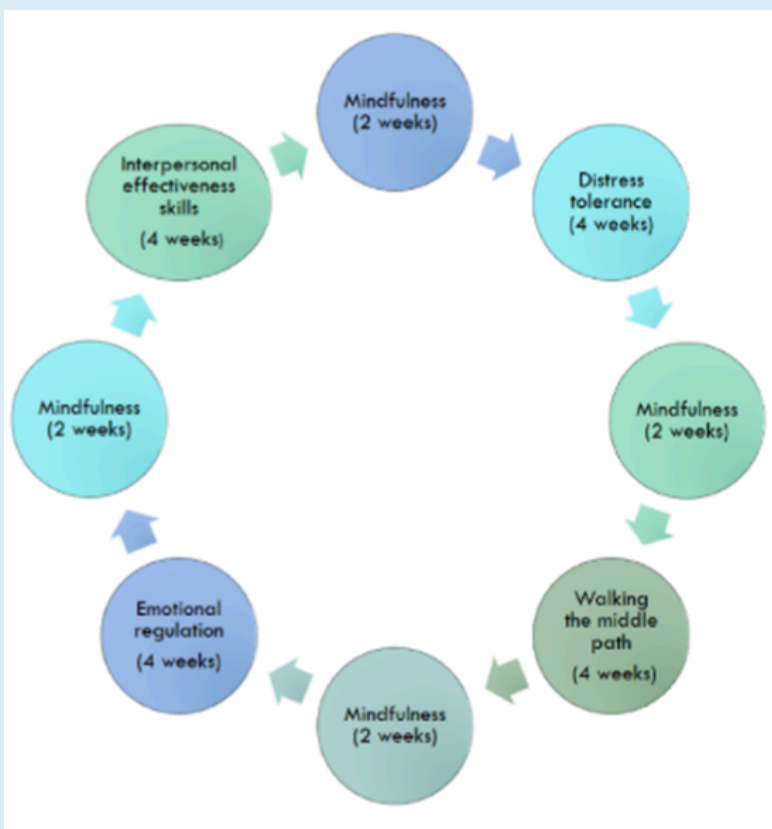 Mindfulness
(2 weeks)
Distress
tolerance
(4 weeks)
Mindfulness
(2 weeks)
Walking
the middle
path
(4 weeks)
Mindfulness
(2 weeks)
Emotional
regulation
(4 weeks)
Mindfulness
(2 weeks)
Interpersonal
effectiveness
skills
(4 weeks)